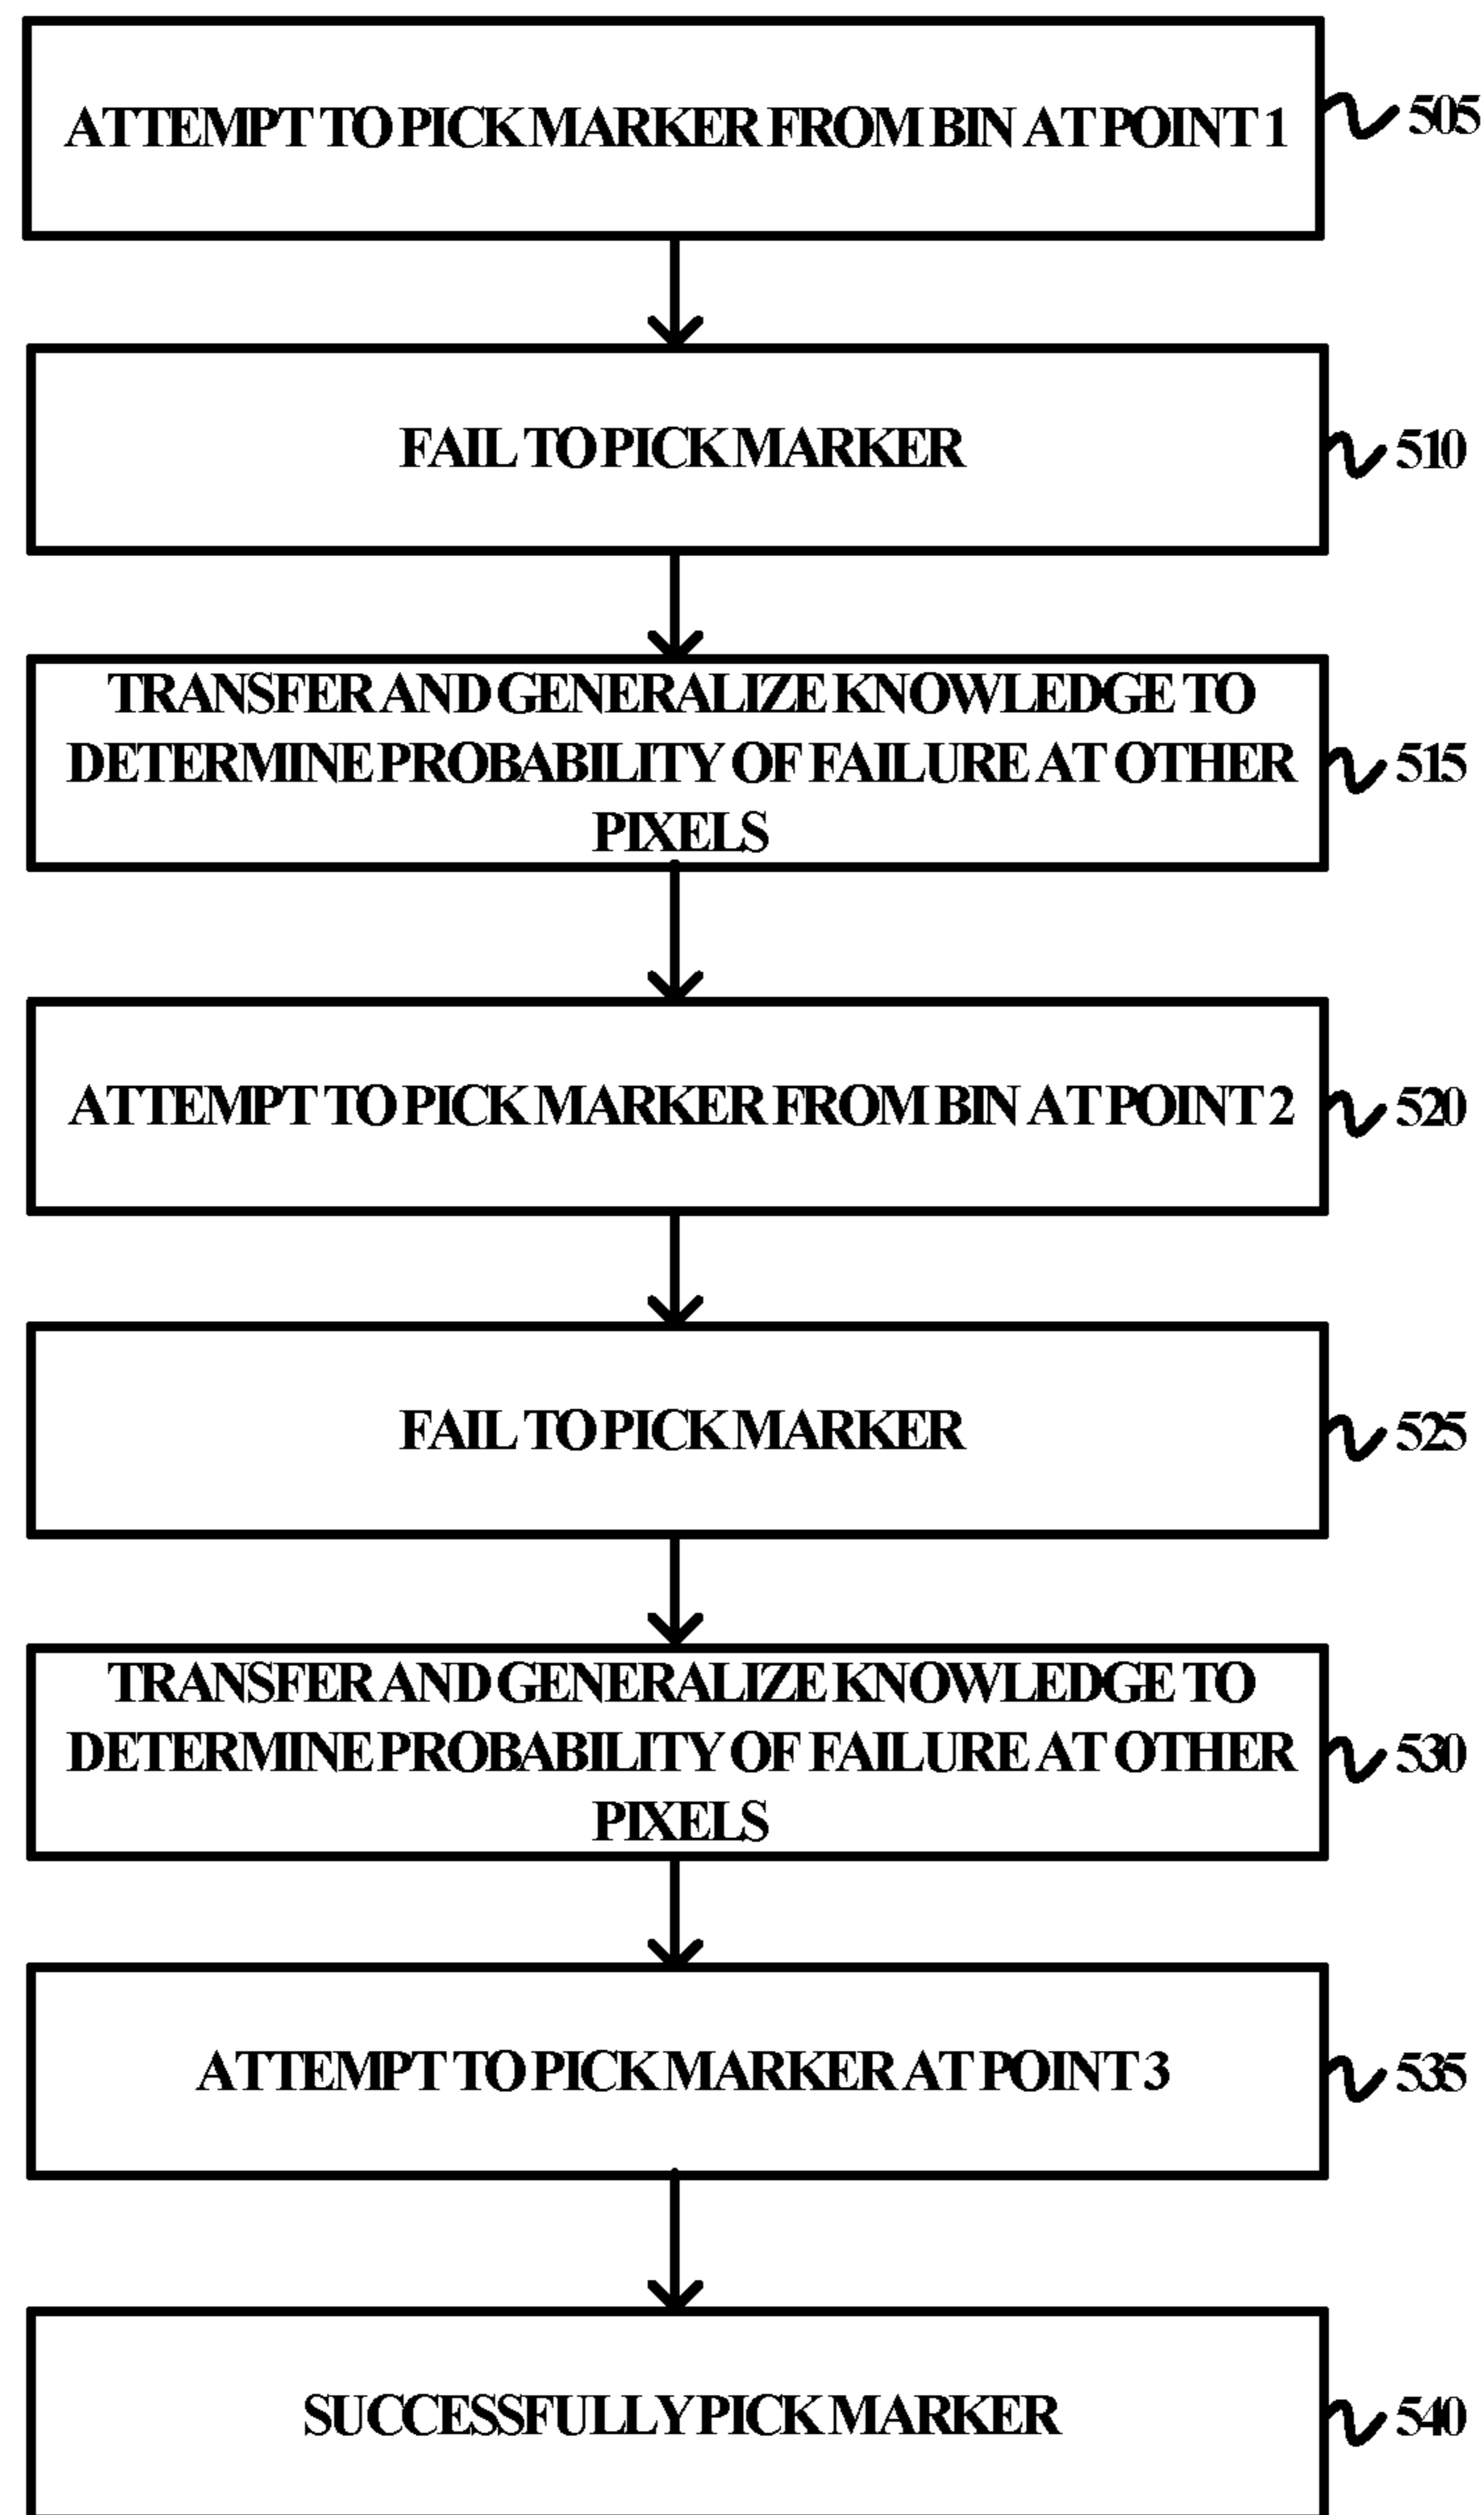 ATTEMPT TO PICK MARKER FROM BIN AT POINT 1
505
FAIL TO PICK MARKER
510
TRANSFER AND GENERALIZE KNOWLEDGE TO
DETERMINE PROBABILITY OF FAILURE AT OTHER
PIXELS
515
ATTEMPT TO PICK MARKER FROM BIN AT POINT 2
520
FAIL TO PICK MARKER
525
TRANSFER AND GENERALIZE KNOWLEDGE TO
DETERMINE PROBABILITY OF FAILURE AT OTHER
PIXELS
530
ATTEMPT TO PICK MARKER AT POINT 3
535
SUCCESSFULLY PICK MARKER
540